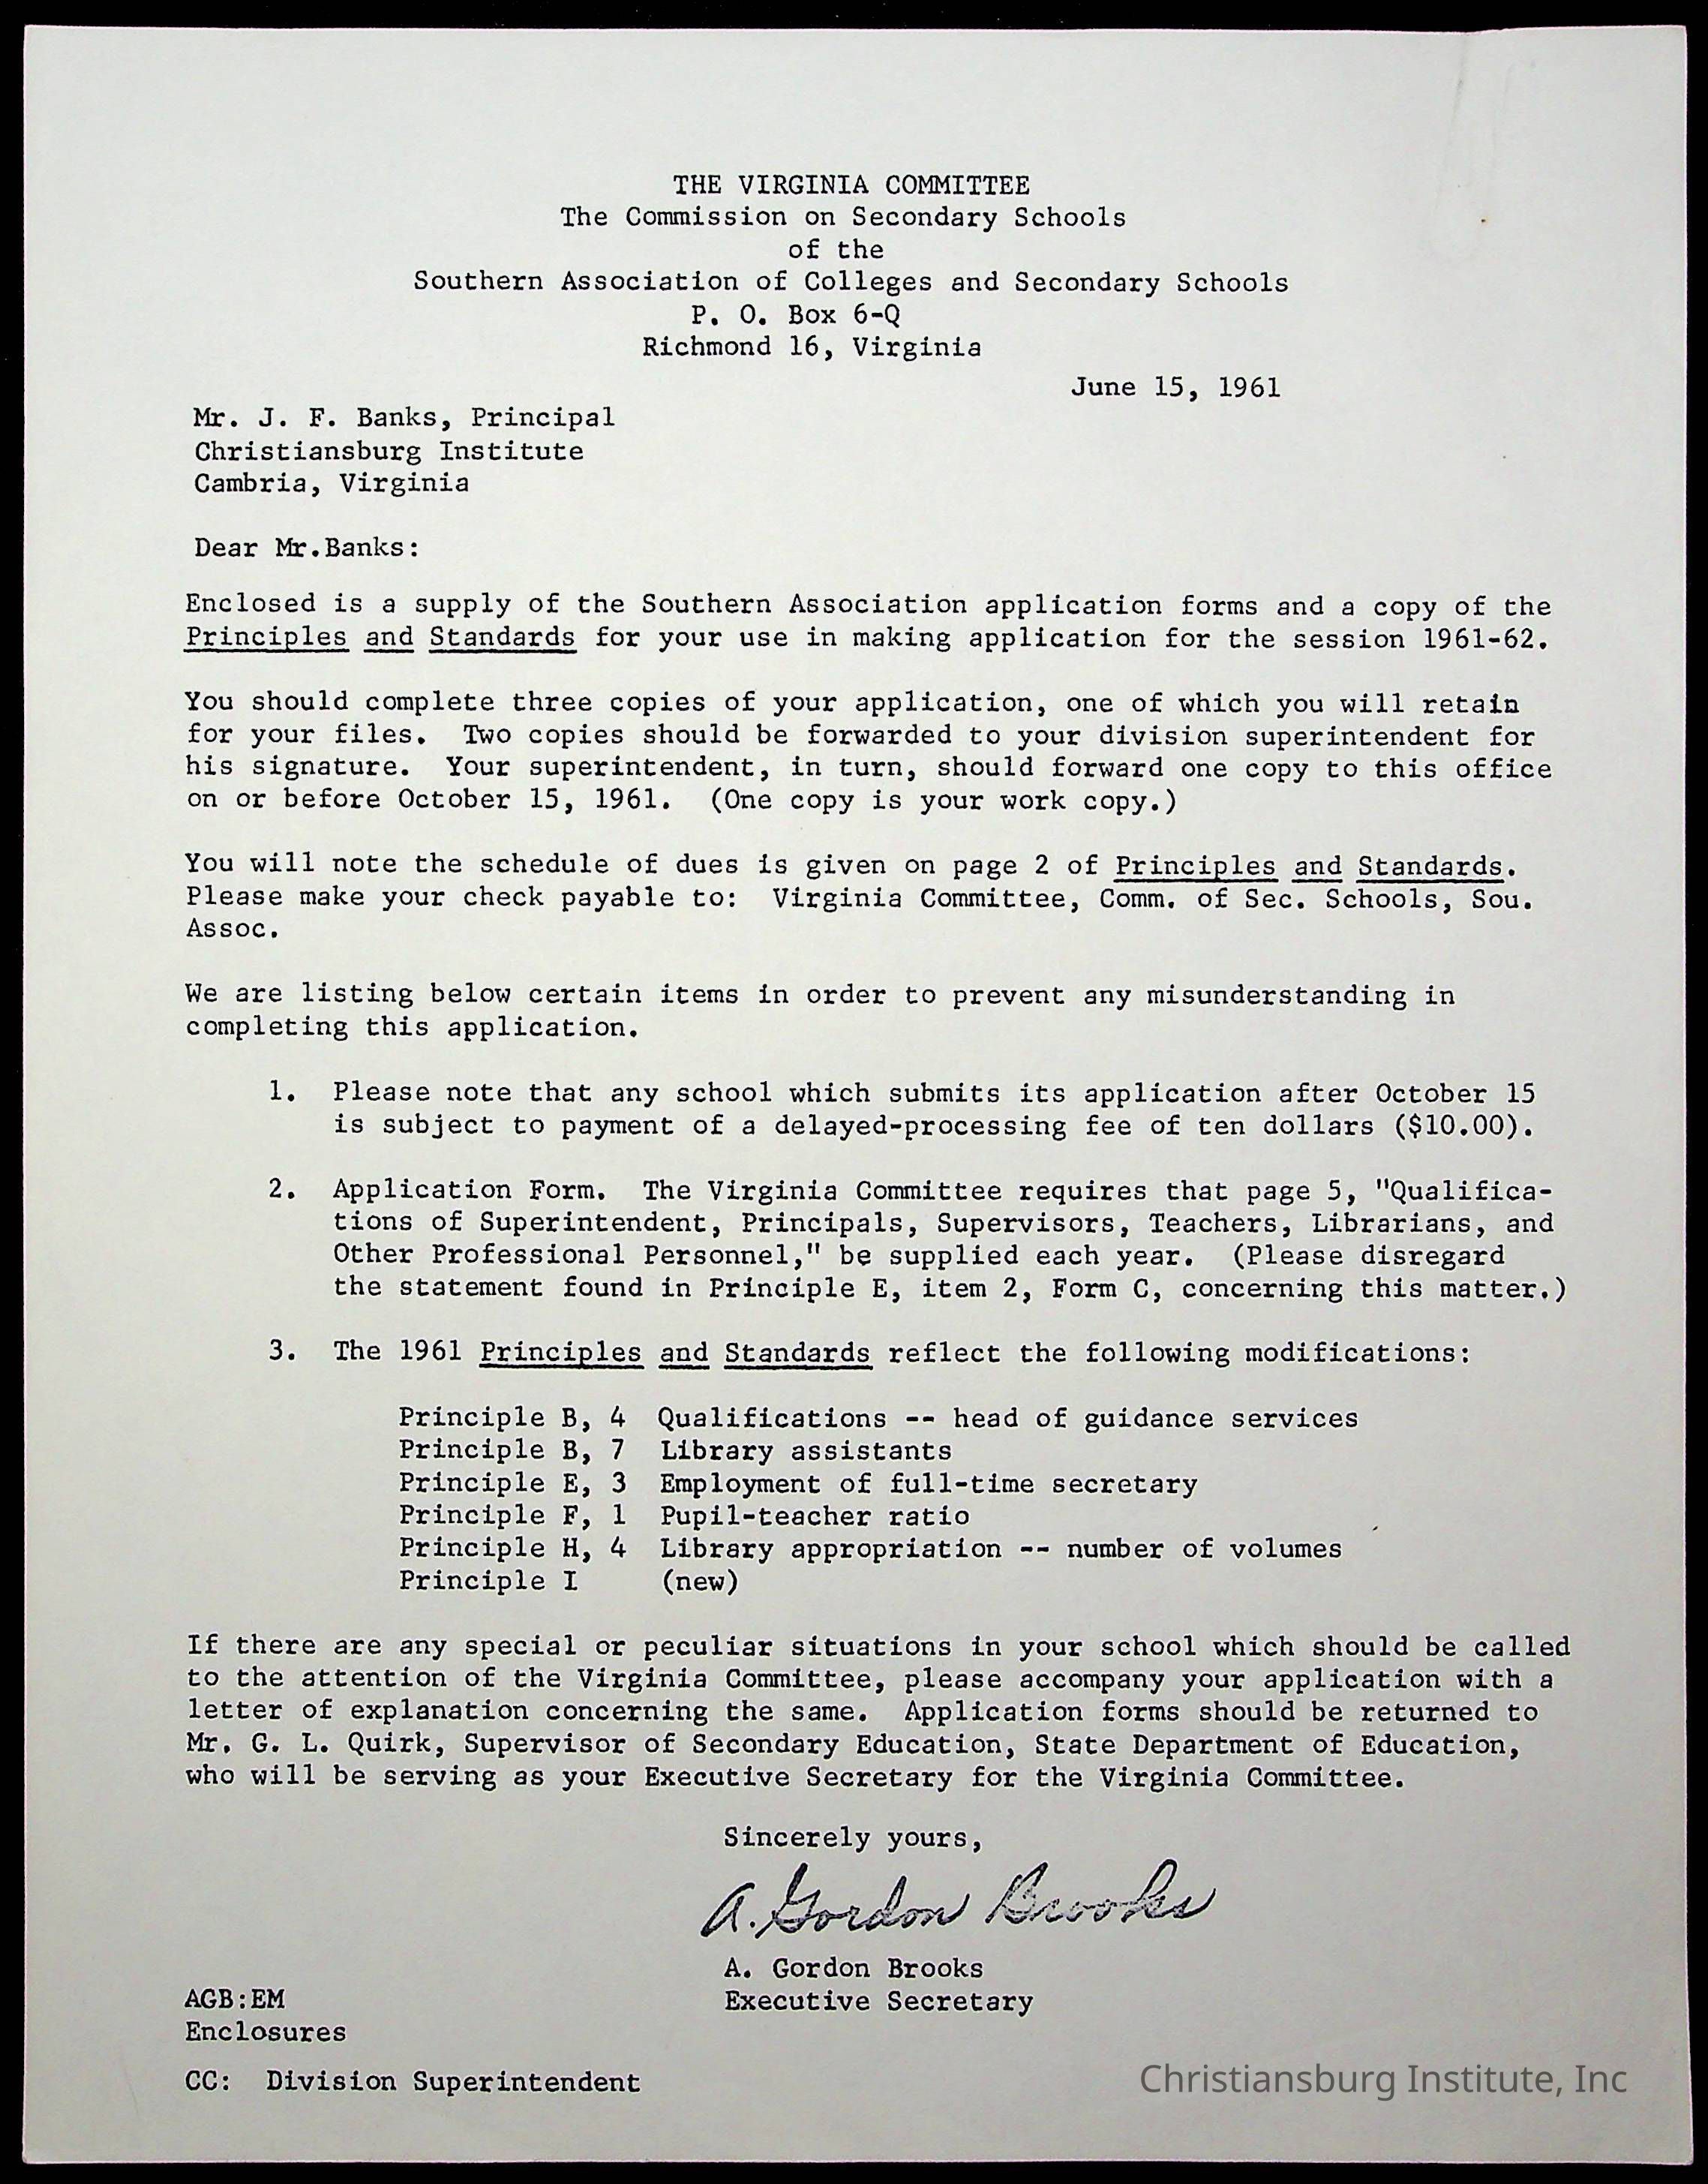 THE VIRGINIA COMMITTEE
The Commission on Secondary Schools
of the
Southern Association of Colleges and Secondary Schools
P. O. Box 6-Q
Richmond 16, Virginia
June 15, 1961
Mr. J. F. Banks, Principal
Christiansburg Institute
Cambria, Virginia
Dear Mr.Banks:
Enclosed is a supply of the Southern Association application forms and a copy of the
Principles and Standards for your use in making application for the session 1961-62.
You should complete three copies of your application, one of which you will retain
for your files. Two copies should be forwarded to your division superintendent for
his signature. Your superintendent, in turn, should forward one copy to this office
on or before October 15, 1961. (One copy is your work copy.)
You will note the schedule of dues is given on page 2 of Principles and Standards.
Please make your check payable to: Virginia Committee, Comm. of Sec. Schools, Sou.
Assoc.
We are listing below certain items in order to prevent any misunderstanding in
completing this application.
1. Please note that any school which submits its application after October 15
is subject to payment of a delayed-processing fee of ten dollars ($10.00).
2. Application Form. The Virginia Committee requires that page 5, "Qualifica-
tions of Superintendent, Principals, Supervisors, Teachers, Librarians, and
Other Professional Personnel," be supplied each year. (Please disregard
the statement found in Principle E, item 2, Form C, concerning this matter.)
3. The 1961 Principles and Standards reflect the following modifications:
Principle B, 4 Qualifications -- head of guidance services
Principle B, 7 Library assistants
Principle E, 3 Employment of full-time secretary
Principle F, 1 Pupil-teacher ratio
Principle H, 4 Library appropriation -- number of volumes
Principle I (new)
If there are any special or peculiar situations in your school which should be called
to the attention of the Virginia Committee, please accompany your application with a
letter of explanation concerning the same. Application forms should be returned to
Mr. G. L. Quirk, Supervisor of Secondary Education, State Department of Education,
who will be serving as your Executive Secretary for the Virginia Committee.
Sincerely yours,
A. Gordon Brooks
A. Gordon Brooks
Executive Secretary
AGB:EM
Enclosures
CC: Division Superintendent
Christiansburg Institute, Inc